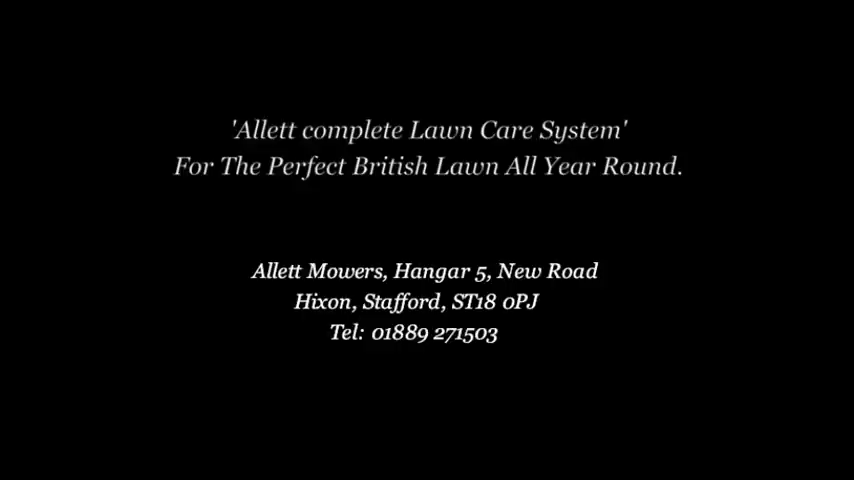 'Allett complete Lawn Care System'
For The Perfect British Lawn All Year Round.
Allett Mowers, Hangar 5, New Road
Hixon, Stafford, ST18 0PJ
Tel: 01889 271503